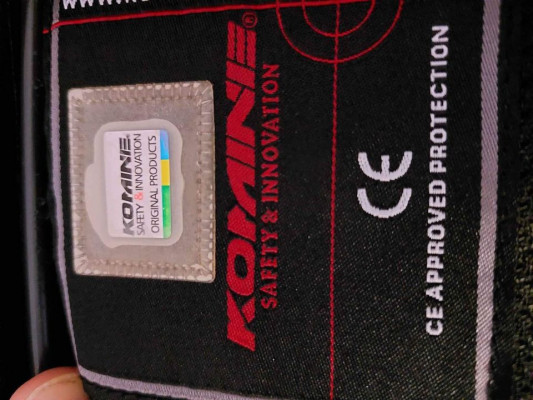 KOMINE®
SAFETY & INNOVATION
ORIGINAL PRODUCTS
KOMINE®
SAFETY & INNOVATION
CE
CE APPROVED PROTECTION